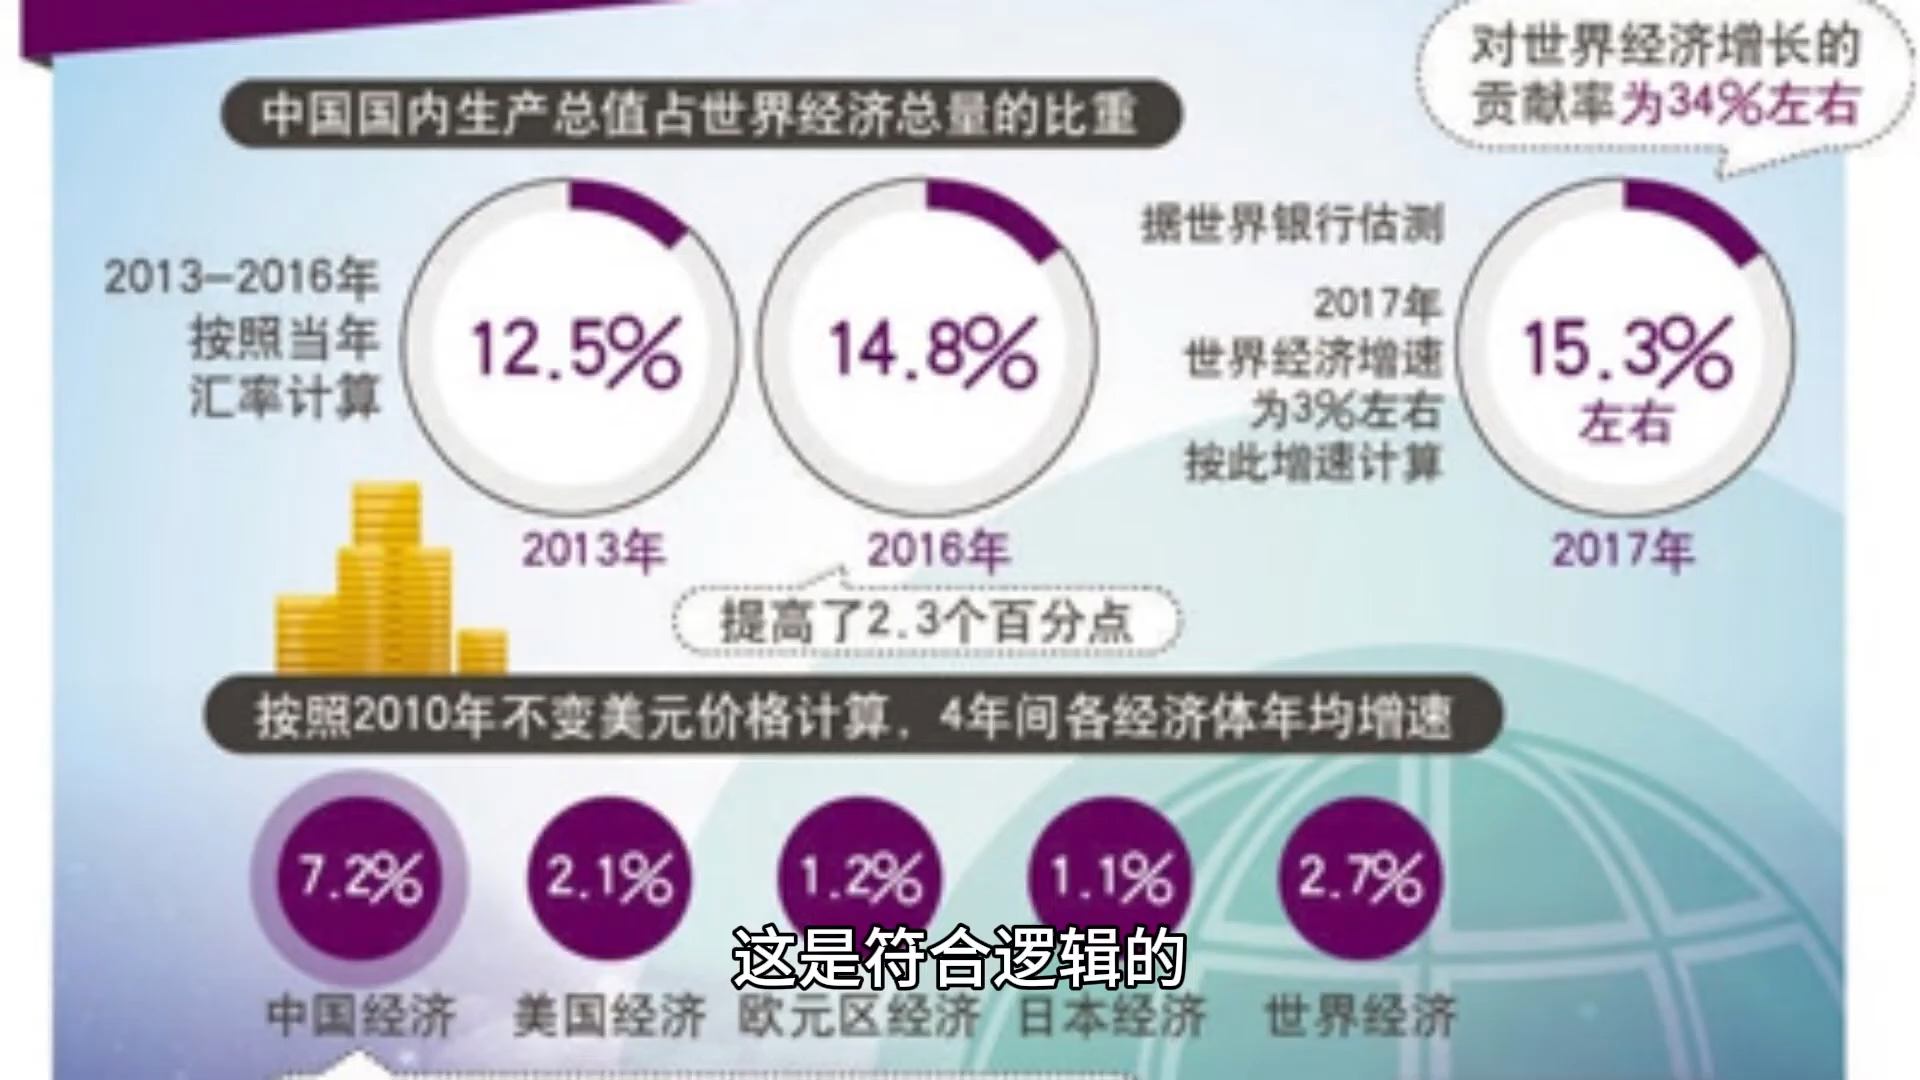 对世界经济增长的
贡献率为34%左右
中国国内生产总值占世界经济总量的比重
2013-2016年
按照当年
汇率计算
12.5%
2013年
14.8%
2016年
提高了2.3个百分点
据世界银行估测
2017年
世界经济增速
为3%左右
按此增速计算
15.3%
左右
2017年
按照2010年不变美元价格计算，4年间各经济体年均增速
7.2%
2.1%
1.2%
1.1%
2.7%
这是符合逻辑的
中国经济
美国经济
欧元区经济
日本经济
世界经济